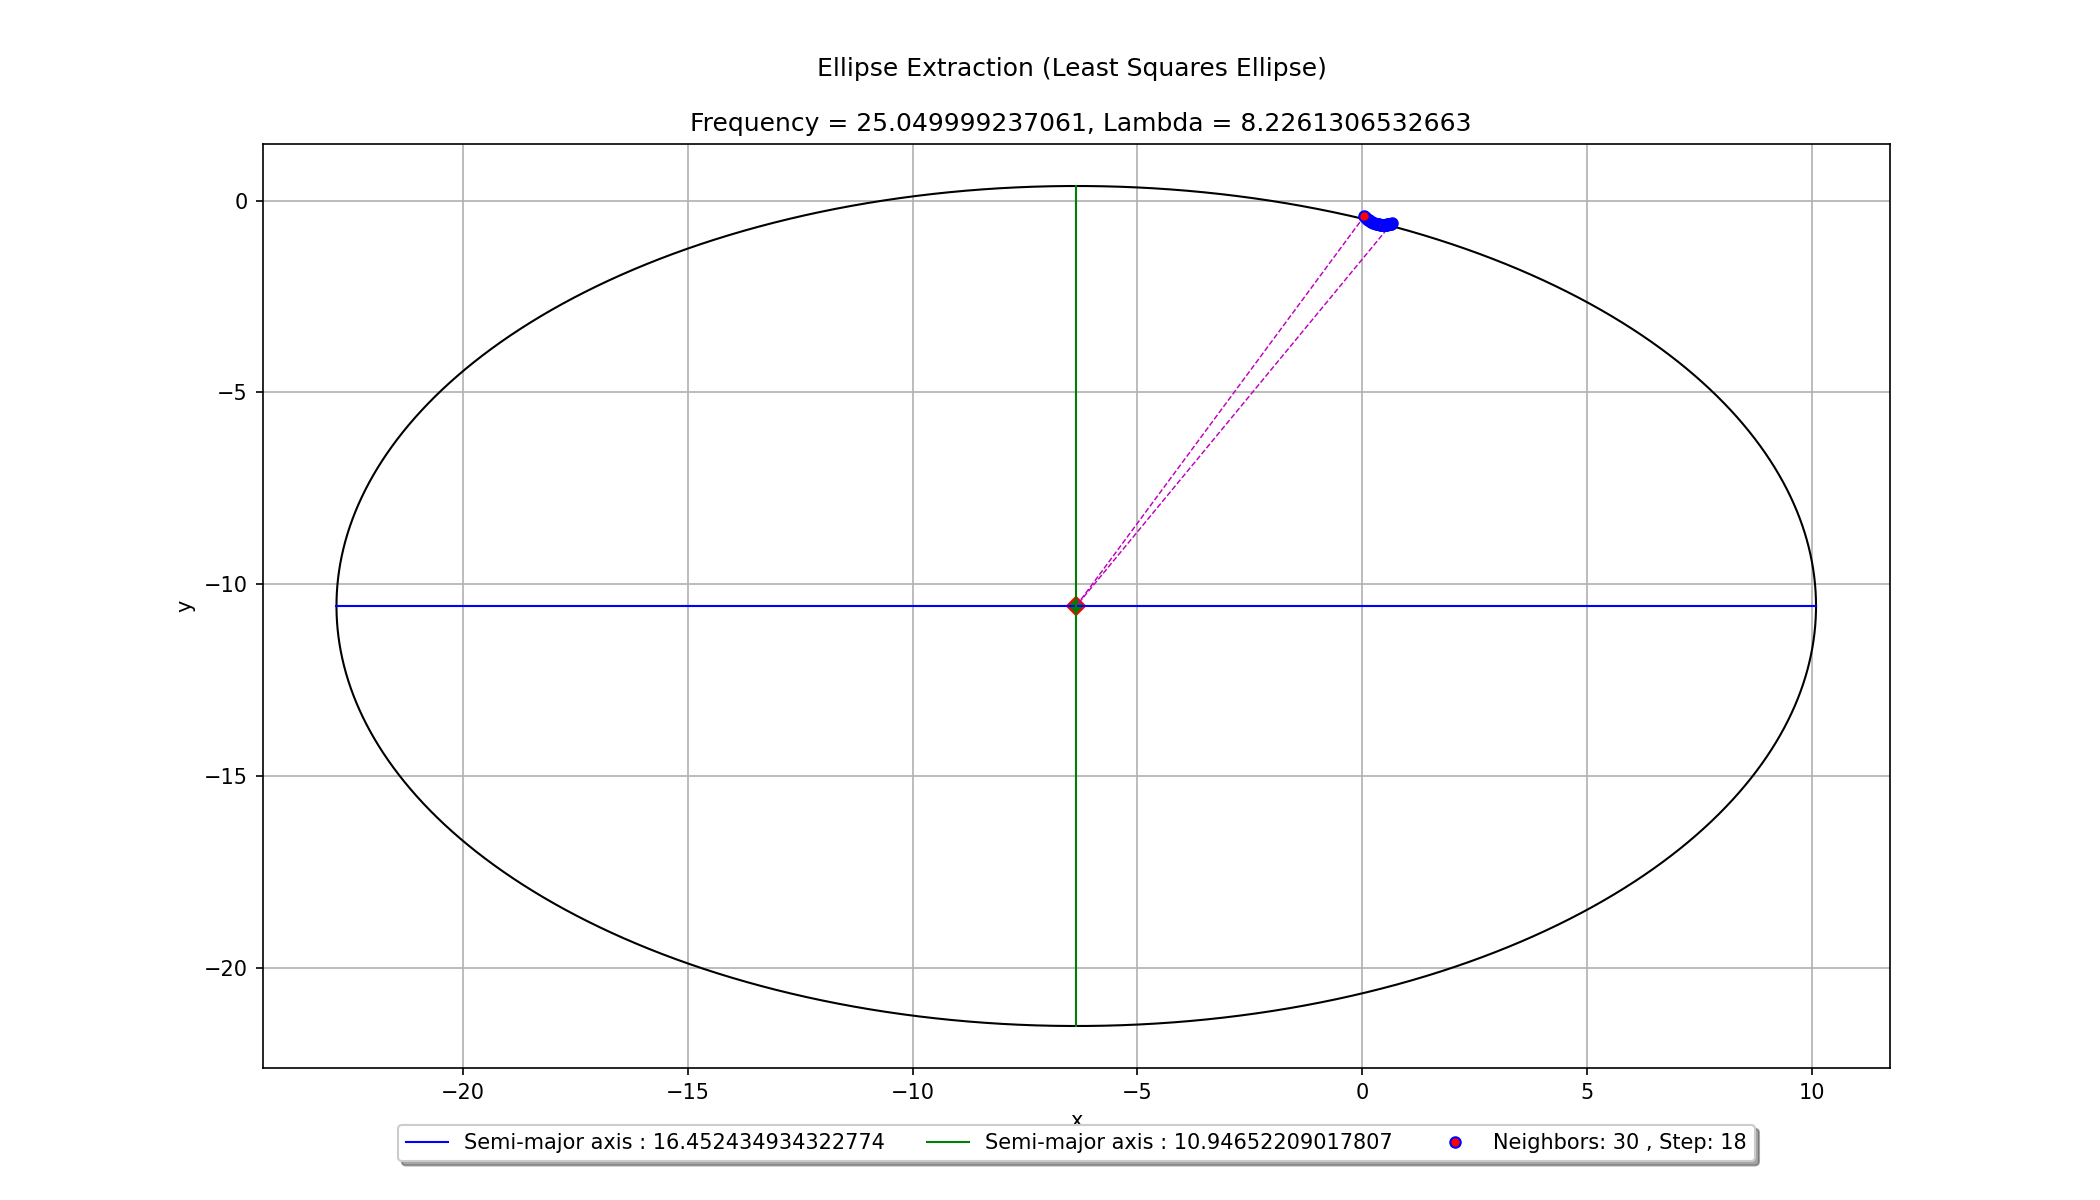 Ellipse Extraction (Least Squares Ellipse)
Frequency = 25.049999237061, Lambda = 8.2261306532663
0
−5
−10
−15
−20
y
−20 −15 −10 −5 0 5 10
x
Semi-major axis : 16.452434934322774 Semi-major axis : 10.94652209017807 Neighbors: 30 , Step: 18